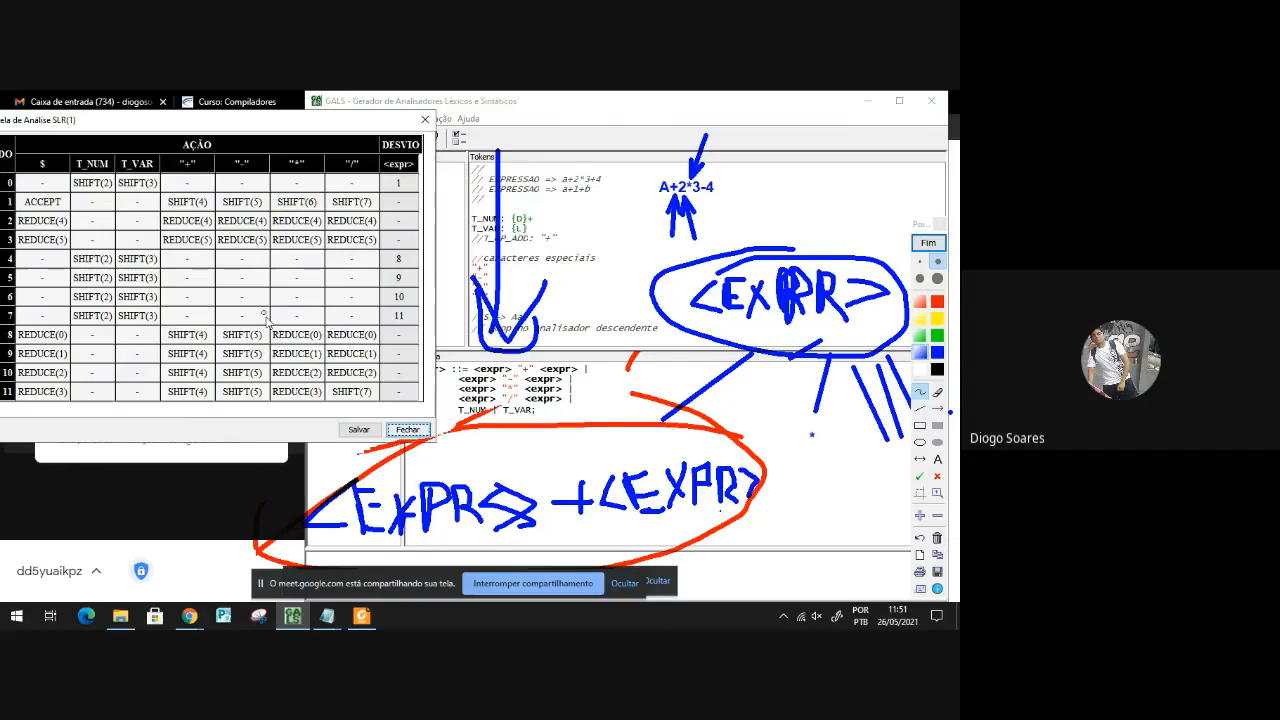 Caixa de entrada (734) - diogoso
Curso: Compiladores
GALS - Gerador de Analisadores Léxicos e Sintáticos
ela de Análise SLR(1)
ação Ajuda
DO AÇÃO DESVIO
$ T_NUM T_VAR "+" "-" "*" "/" <expr>
0 - SHIFT(2) SHIFT(3) - - - - 1
1 ACCEPT - - SHIFT(4) SHIFT(5) SHIFT(6) SHIFT(7) -
2 REDUCE(4) - - REDUCE(4) REDUCE(4) REDUCE(4) REDUCE(4) -
3 REDUCE(5) - - REDUCE(5) REDUCE(5) REDUCE(5) REDUCE(5) -
4 - SHIFT(2) SHIFT(3) - - - - 8
5 - SHIFT(2) SHIFT(3) - - - - 9
6 - SHIFT(2) SHIFT(3) - - - - 10
7 - SHIFT(2) SHIFT(3) - - - - 11
8 REDUCE(0) - - SHIFT(4) SHIFT(5) REDUCE(0) REDUCE(0) -
9 REDUCE(1) - - SHIFT(4) SHIFT(5) REDUCE(1) REDUCE(1) -
10 REDUCE(2) - - SHIFT(4) SHIFT(5) REDUCE(2) REDUCE(2) -
11 REDUCE(3) - - SHIFT(4) SHIFT(5) REDUCE(3) SHIFT(7) -
Salvar Fechar
Tokens
//
// EXPRESSAO => a+2*3+4
// EXPRESSAO => a+1+b
//
T_NUM: {D}+
T_VAR: {L}
"+"
//caracteres especiais
"+"
analisador descendente
A+2*3-4
<EXPRR>
> ::= <expr> "+" <expr> |
<expr> "-" <expr> |
<expr> "*" <expr> |
<expr> "/" <expr> |
T_NUM | T_VAR;
<EXPR> + <EXPR>
*
Poi...
Fim
A
Diogo Soares
dd5yuaikpz
O meet.google.com está compartilhando sua tela. Interromper compartilhamento Ocultar Ocultar
POR
PTB
11:51
26/05/2021